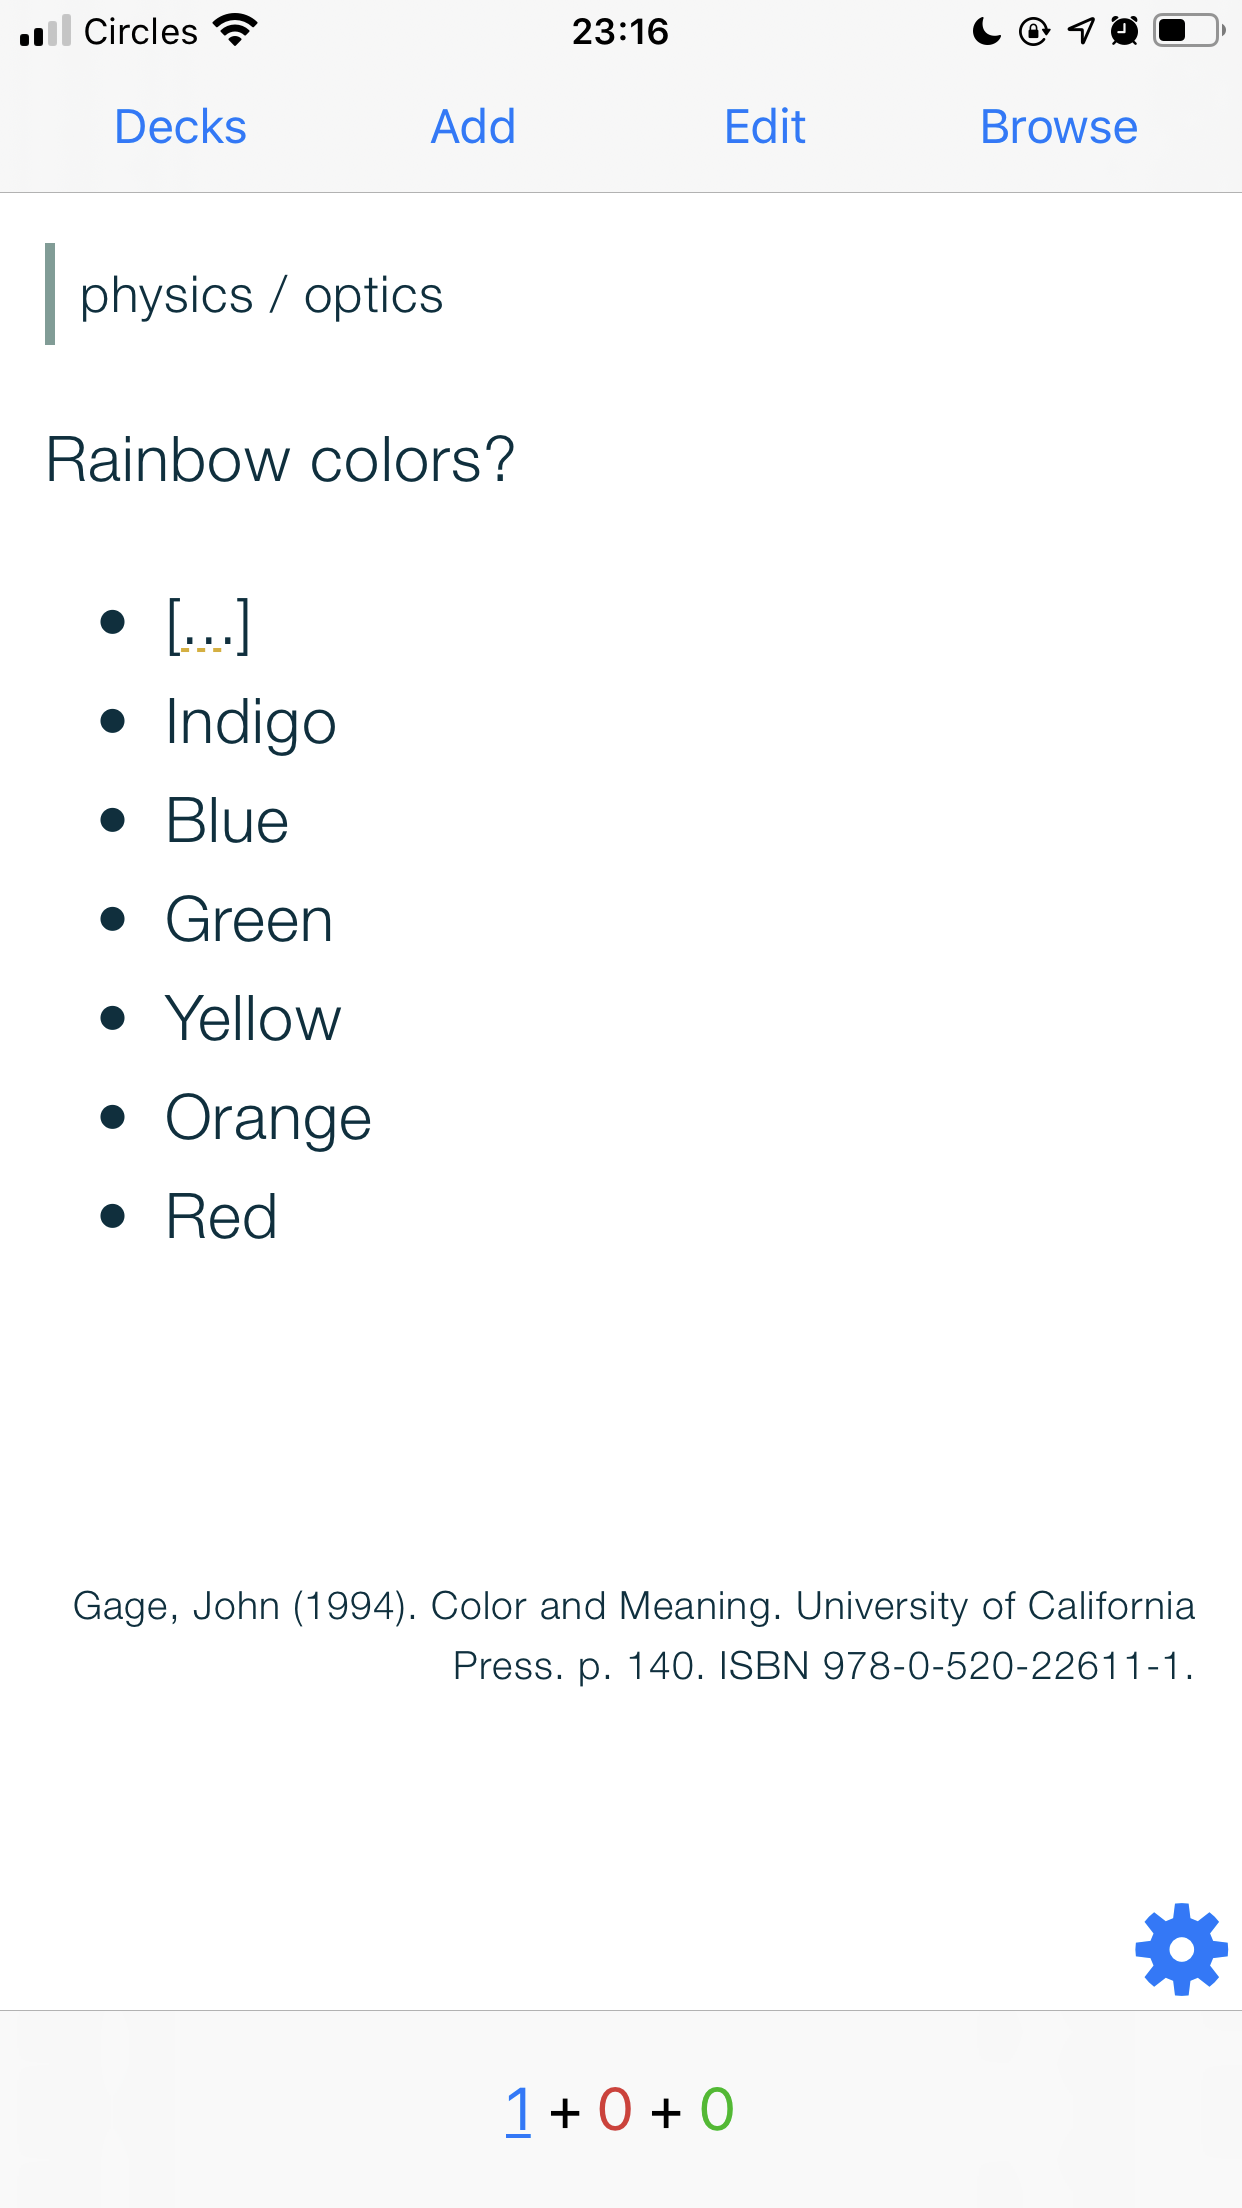 Circles 23:16
Decks Add Edit Browse
physics / optics
Rainbow colors?
[...]
Indigo
Blue
Green
Yellow
Orange
Red
Gage, John (1994). Color and Meaning. University of California
Press. p. 140. ISBN 978-0-520-22611-1.
1 + 0 + 0